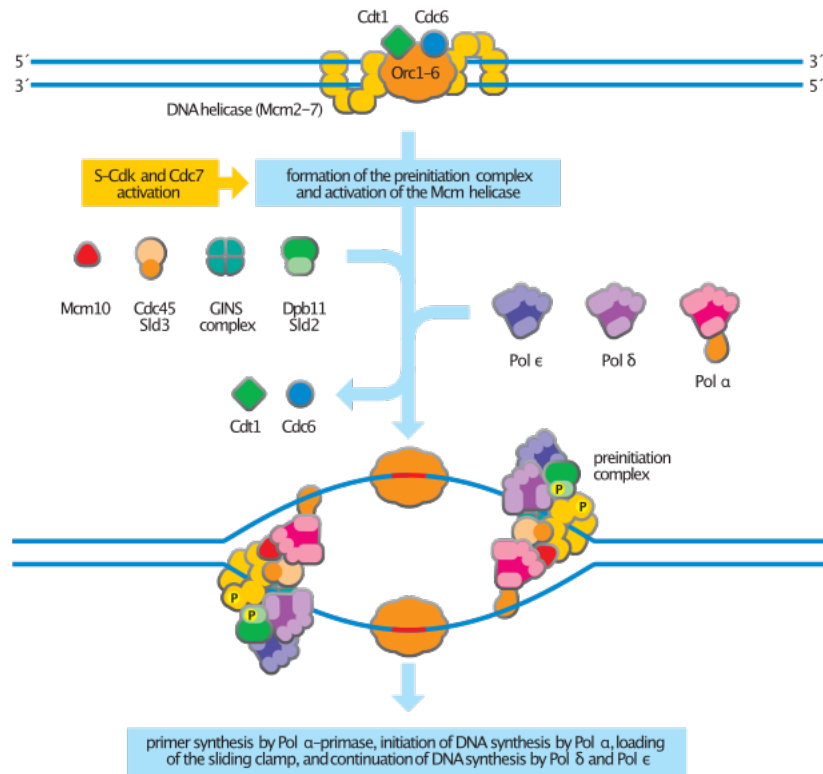 Cdt1 Cdc6
5´ 3´
Orc1–6
3´ 5´
DNA helicase (Mcm2–7)
S-Cdk and Cdc7
activation
formation of the preinitiation complex
and activation of the Mcm helicase
Mcm10
Cdc45
Sld3
GINS
complex
Dpb11
Sld2
Pol ϵ
Pol δ
Pol α
Cdt1 Cdc6
preinitiation
complex
P
P
P
P
primer synthesis by Pol α–primase, initiation of DNA synthesis by Pol α, loading
of the sliding clamp, and continuation of DNA synthesis by Pol δ and Pol ϵ